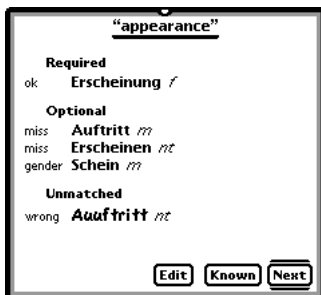 “appearance”
Required
ok Erscheinung f
Optional
miss Auftritt m
miss Erscheinen nt
gender Schein m
Unmatched
wrong Auuftritt nt
Edit Known Next